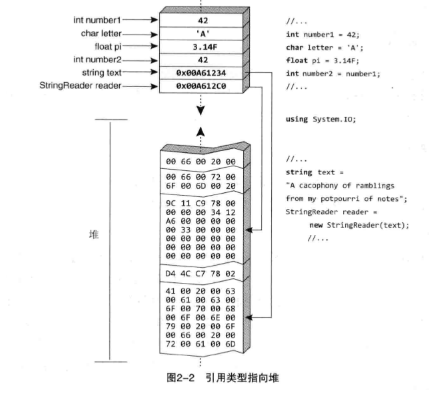 int number1
char letter
float pi
int number2
string text
StringReader reader
42
'A'
3.14F
42
0x00A61234
0x00A612C0
//...
int number1 = 42;
char letter = 'A';
float pi = 3.14F;
int number2 = number1;
//...
using System.IO;
//...
string text =
"A cacophony of ramblings
from my potpourri of notes";
StringReader reader =
new StringReader(text);
//...
堆
00 66 00 20 00
00 66 00 72 00
6F 00 6D 00 20
9C 11 C9 78 00
00 00 00 34 12
A6 00 00 00 00
00 33 00 00 00
00 00 00 00 00
00 00 00 00 00
00 00 00 00 00
D4 4C C7 78 02
41 00 20 00 63
00 61 00 63 00
6F 00 70 00 68
00 6F 00 6E 00
79 00 20 00 6F
00 66 00 20 00
72 00 61 00 6D
图2-2 引用类型指向堆